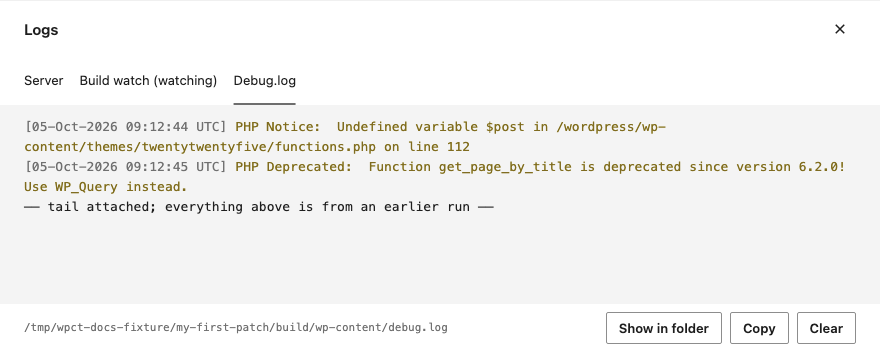 Logs
Server Build watch (watching) Debug.log
[05-Oct-2026 09:12:44 UTC] PHP Notice:  Undefined variable $post in /wordpress/wp-
content/themes/twentytwentyfive/functions.php on line 112
[05-Oct-2026 09:12:45 UTC] PHP Deprecated:  Function get_page_by_title is deprecated since version 6.2.0!
Use WP_Query instead.
── tail attached; everything above is from an earlier run ──
/tmp/wpct-docs-fixture/my-first-patch/build/wp-content/debug.log
Show in folder Copy Clear